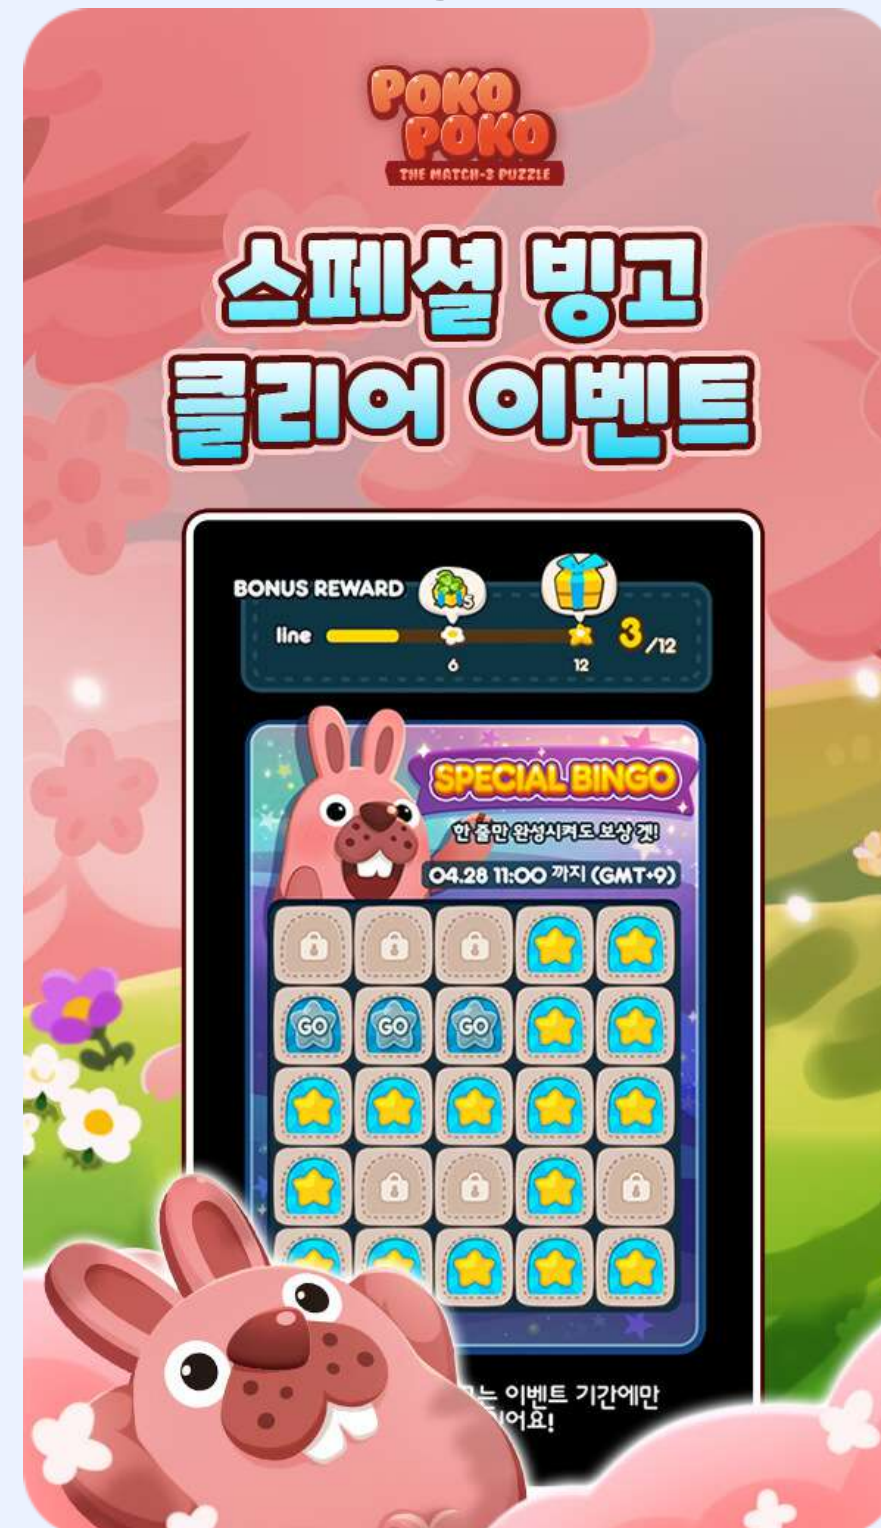 POKO
POKO
THE MATCH-3 PUZZLE
스페셜 빙고
클리어 이벤트
BONUS REWARD
5
line
3/12
6
12
SPECIAL BINGO
한 줄만 완성시켜도 보상 겟!
04.28 11:00 까지 (GMT+9)
GO GO GO
는 이벤트 기간에만
어요!